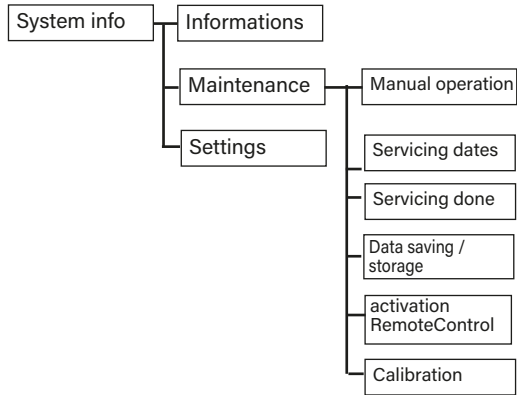 System info
Informations
Maintenance
Manual operation
Settings
Servicing dates
Servicing done
Data saving /
storage
activation
RemoteControl
Calibration